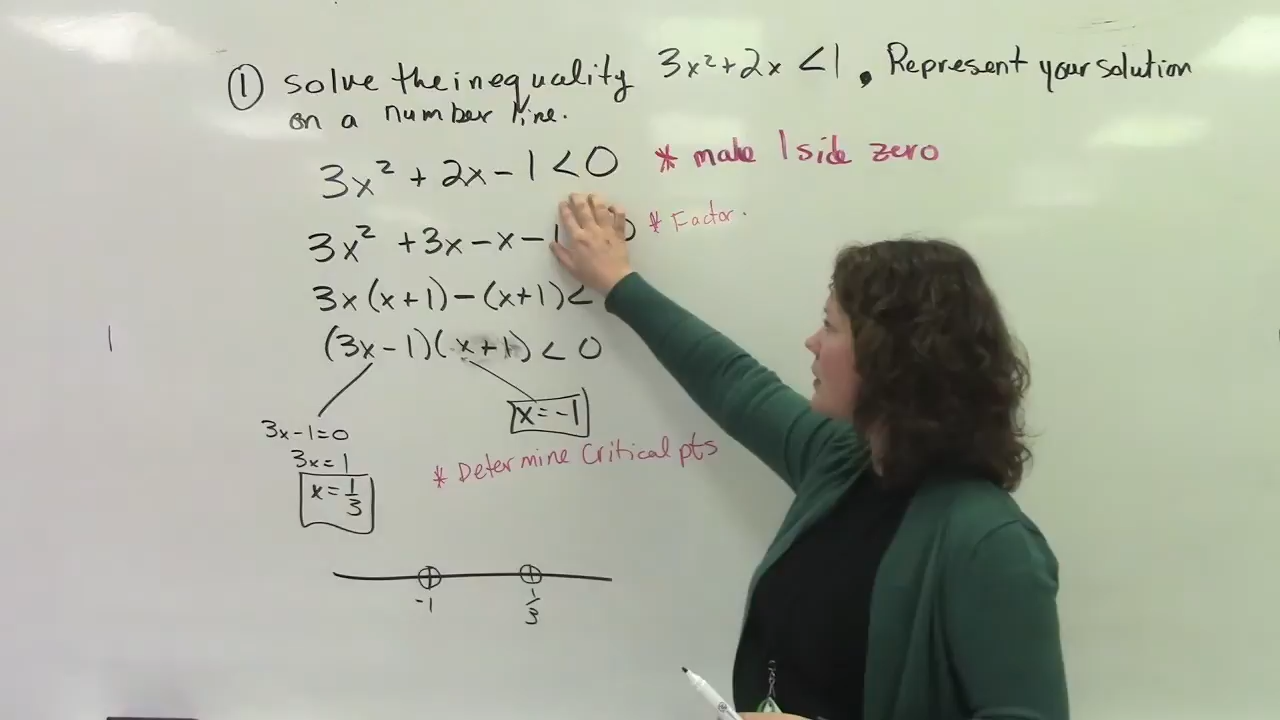 ① solve the inequality 3x²+2x <1. Represent your solution
on a number line.
3x² + 2x - 1 < 0 * make 1 side zero
3x² + 3x - x - 1 0 * Factor.
3x(x+1) - (x+1) <
(3x-1)(x+1) < 0
3x-1=0
3x=1
x=1/3
x=-1
* Determine Critical pts
-1 1/3